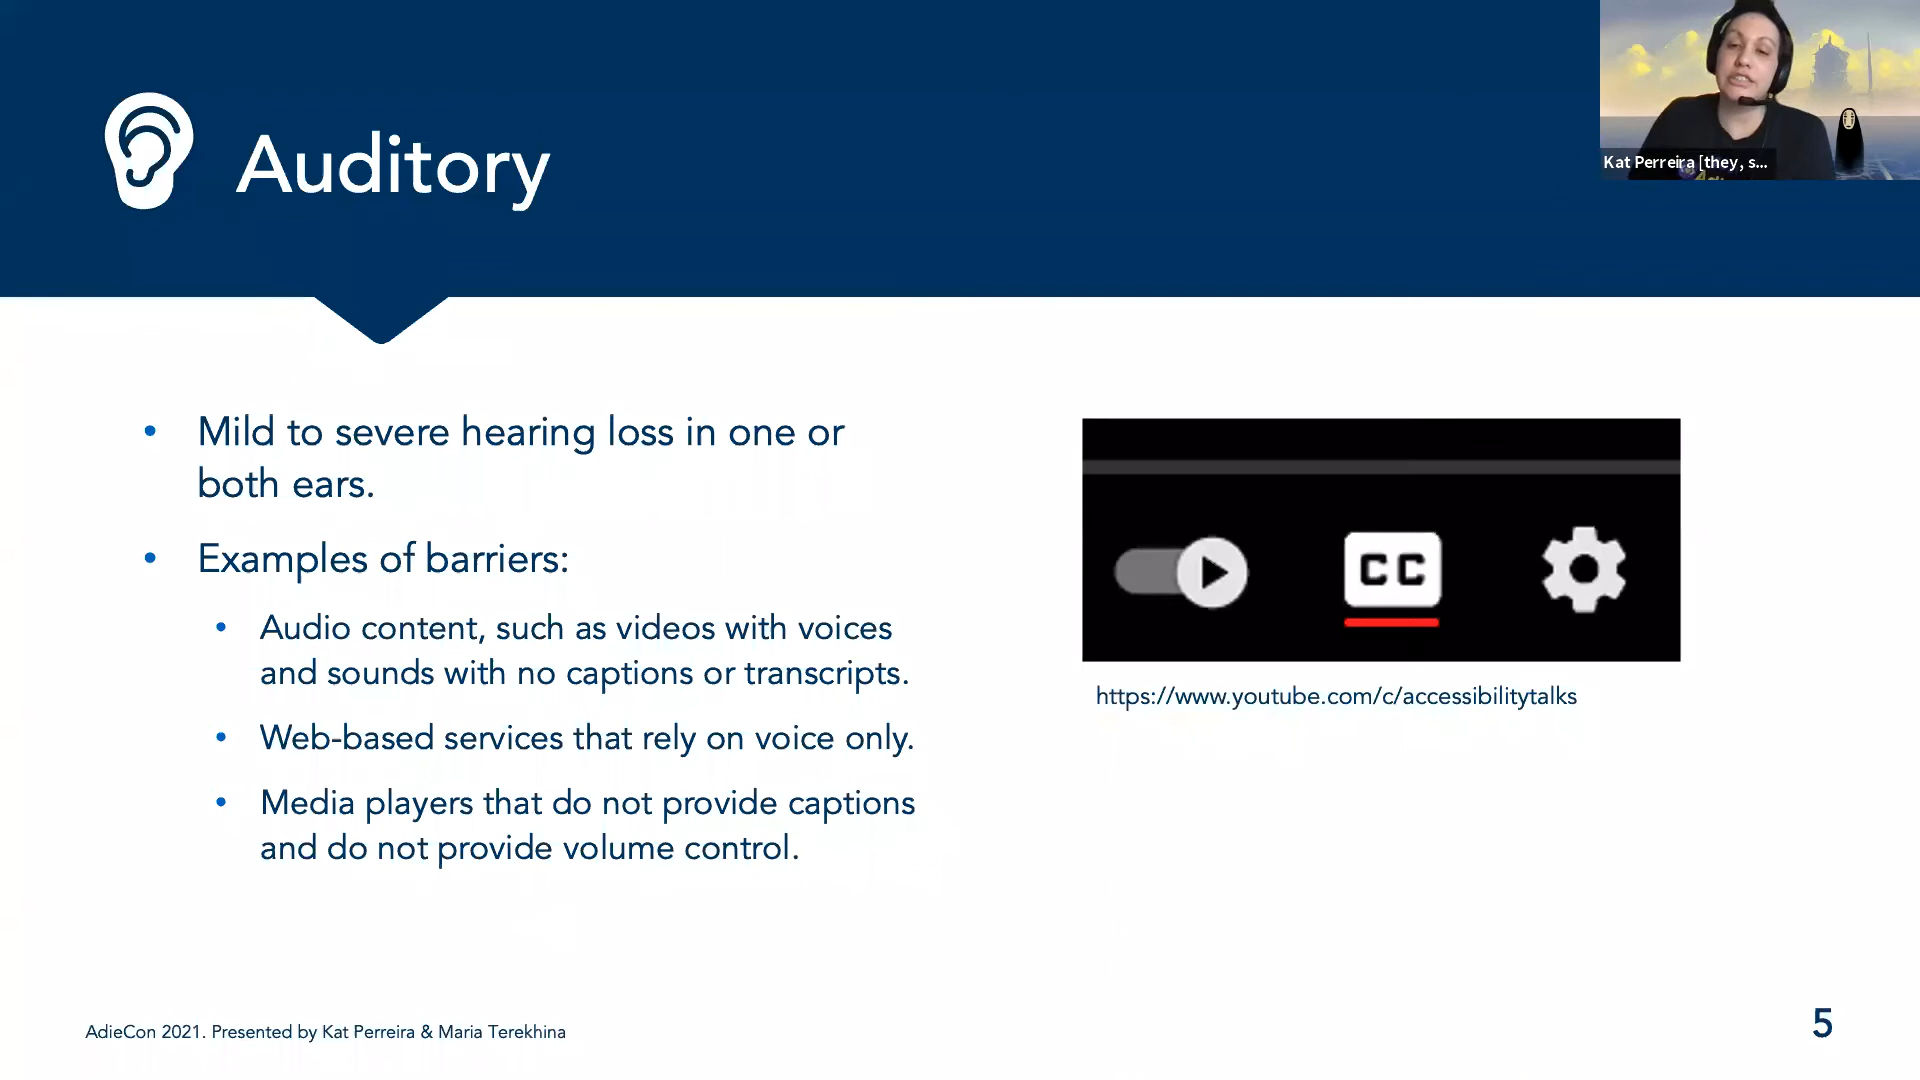 Auditory
Kat Perreira [they, s...
• Mild to severe hearing loss in one or
both ears.
• Examples of barriers:
• Audio content, such as videos with voices
and sounds with no captions or transcripts.
• Web-based services that rely on voice only.
• Media players that do not provide captions
and do not provide volume control.
CC
https://www.youtube.com/c/accessibilitytalks
AdieCon 2021. Presented by Kat Perreira & Maria Terekhina
5